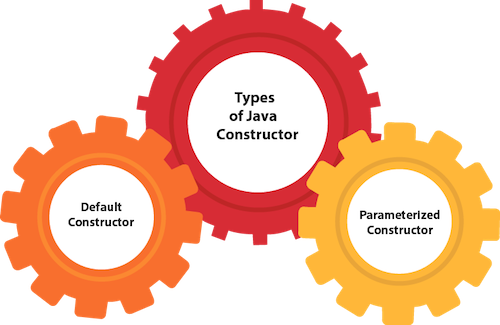 Types
of Java
Constructor
Default
Constructor
Parameterized
Constructor